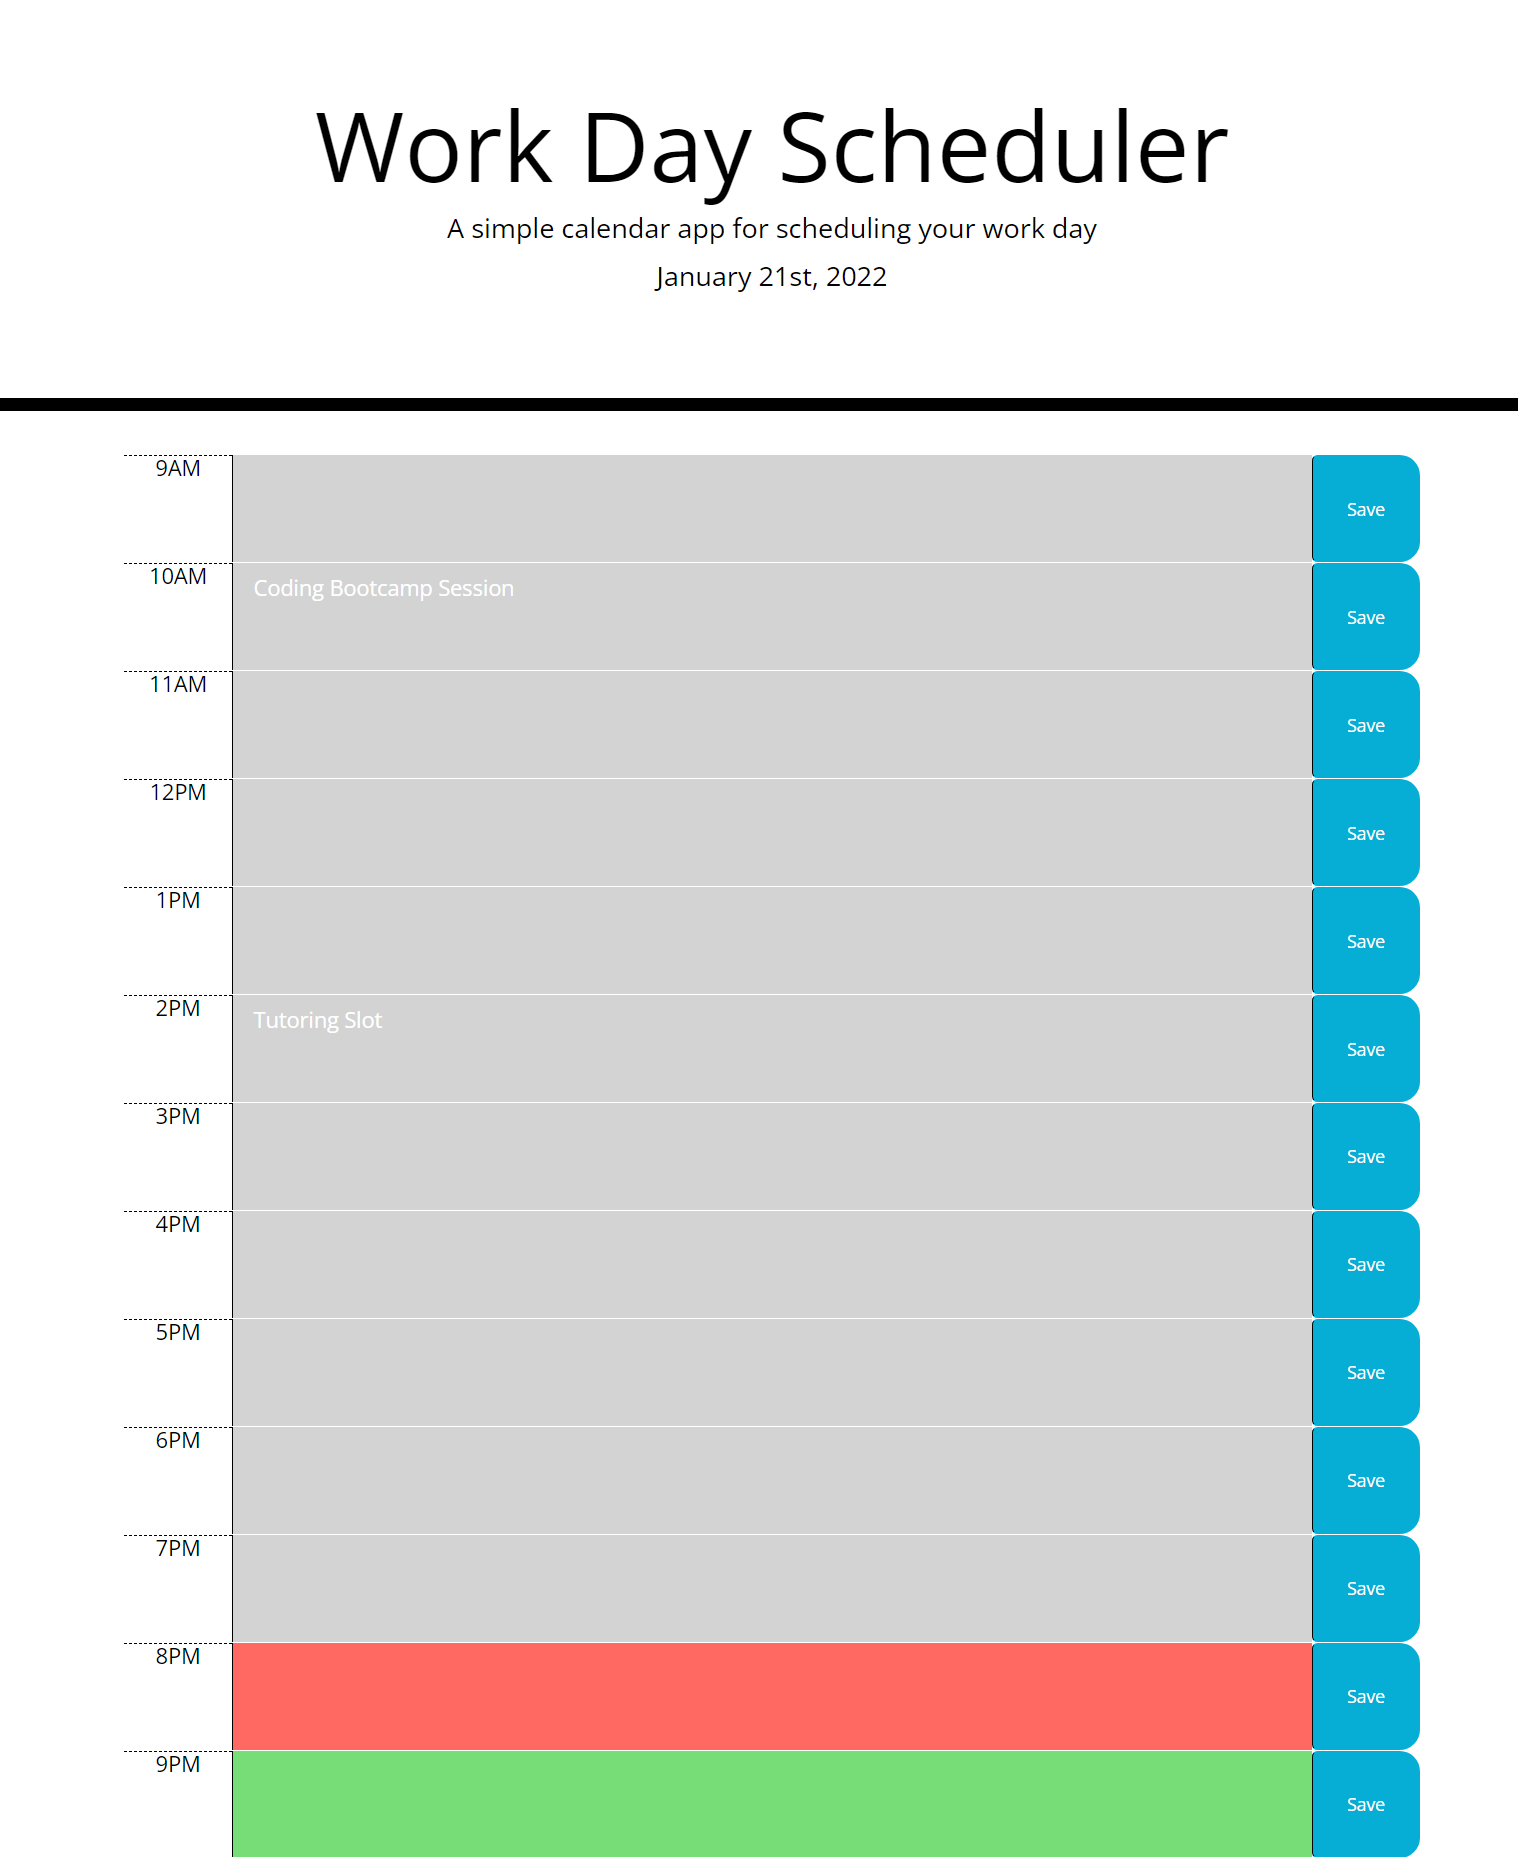 Work Day Scheduler
A simple calendar app for scheduling your work day
January 21st, 2022
9AM
Save
10AM
Coding Bootcamp Session
Save
11AM
Save
12PM
Save
1PM
Save
2PM
Tutoring Slot
Save
3PM
Save
4PM
Save
5PM
Save
6PM
Save
7PM
Save
8PM
Save
9PM
Save